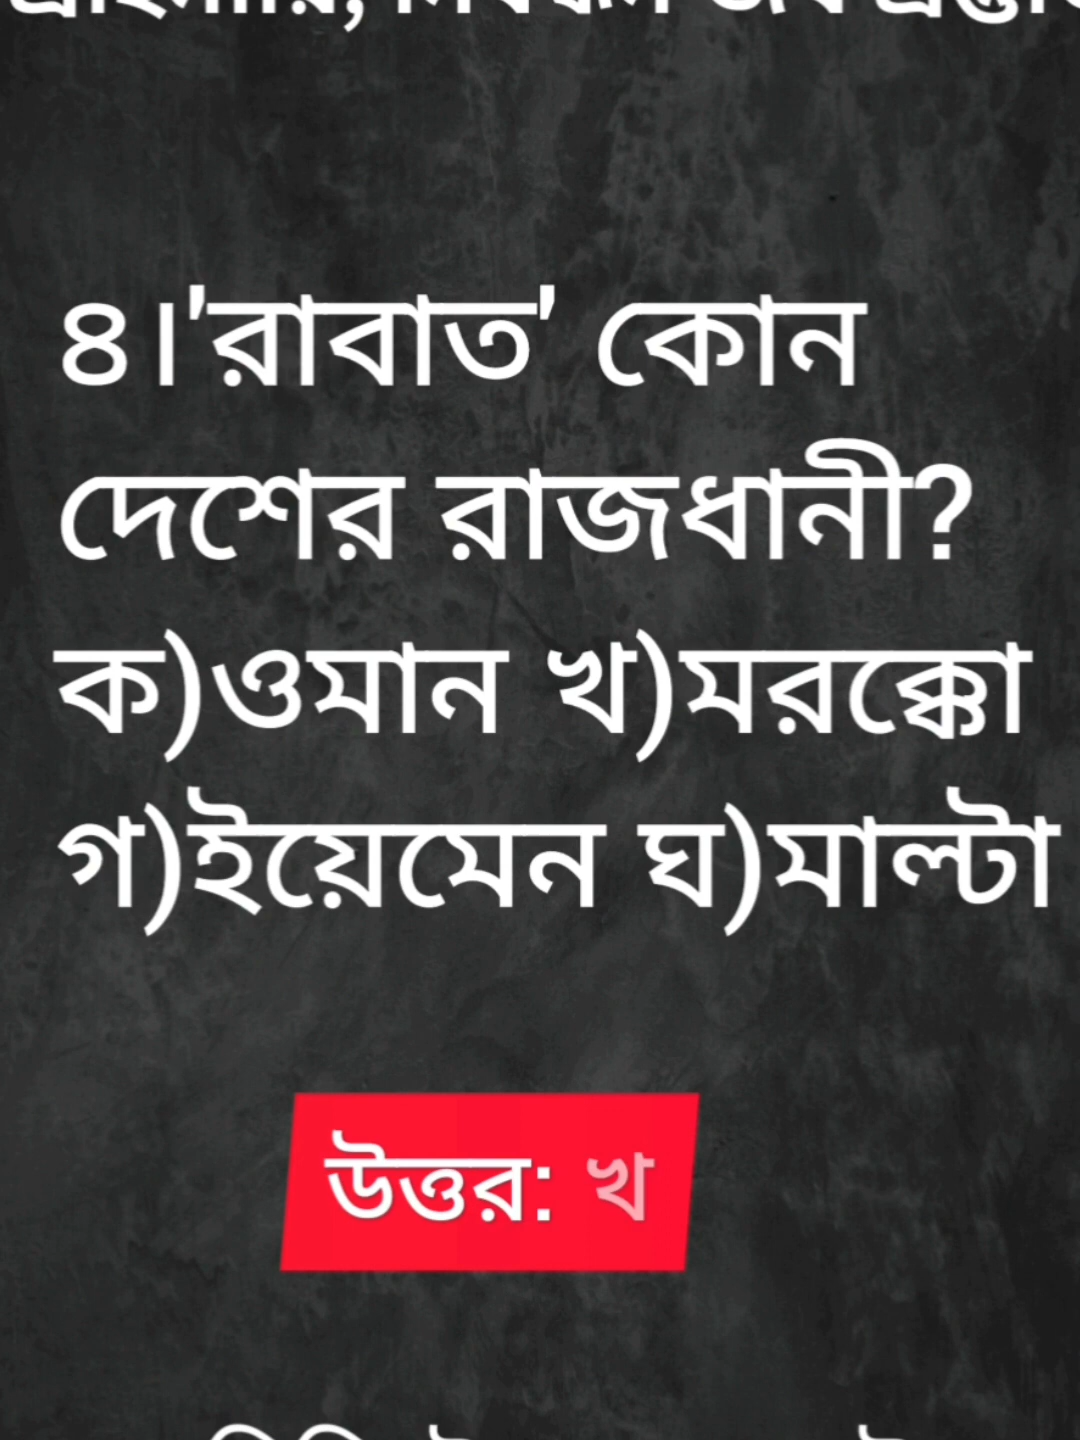 ৪।'রাবাত' কোন
দেশের রাজধানী?
ক)ওমান খ)মরক্কো
গ)ইয়েমেন ঘ)মাল্টা
উত্তর: খ